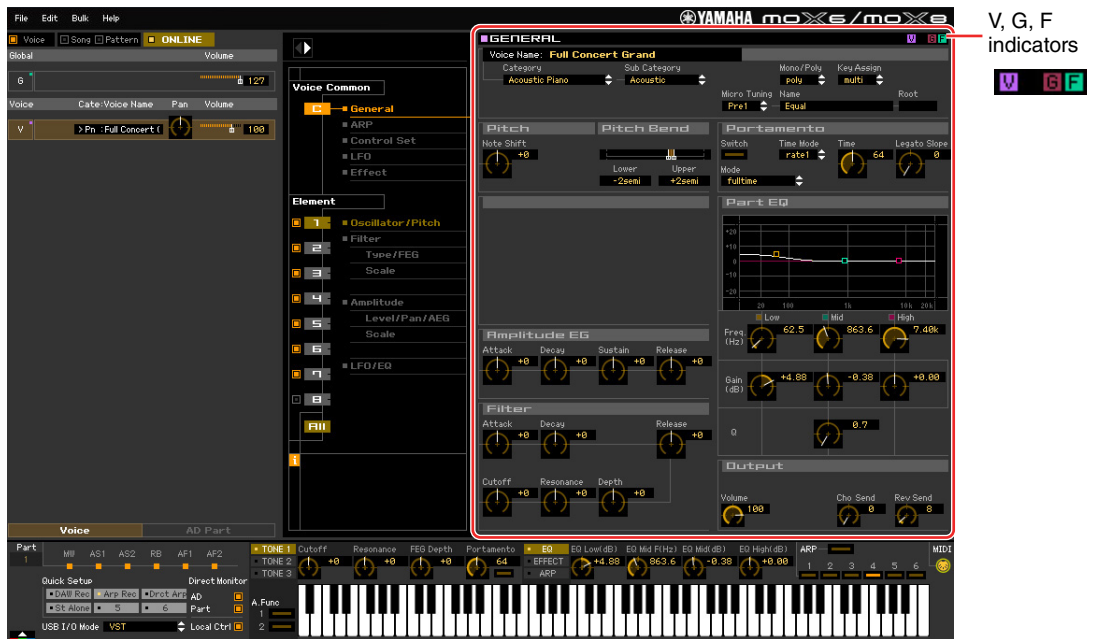 File Edit Bulk Help
YAMAHA MOX6/MOX8
V, G, F
indicators
V G F
Voice Song Pattern ONLINE
Global Volume
G 127
Voice Cate:Voice Name Pan Volume
V >Pn :Full Concert ( 100
Voice AD Part
Voice Common
C General
ARP
Control Set
LFO
Effect
Element
1 Oscillator/Pitch
2 Filter
Type/FEG
3 Scale
4 Amplitude
5 Level/Pan/AEG
Scale
6
7 LFO/EQ
8
All
i
GENERAL V G F
Voice Name: Full Concert Grand
Category Sub Category Mono/Poly Key Assign
Acoustic Piano Acoustic poly multi
Micro Tuning Name Root
Pre1 Equal
Pitch
Note Shift
+0
Pitch Bend
Lower Upper
-2semi +2semi
Portamento
Switch Time Mode Time Legato Slope
rate1 64 0
Mode
fulltime
Part EQ
+20
+10
0
-10
-20
20 100 1k 10k 20k
Low Mid High
Freq (Hz) 62.5 863.6 7.40k
Gain (dB) +4.88 -0.38 +0.00
Q 0.7
Amplitude EG
Attack Decay Sustain Release
+0 +0 +0 +0
Filter
Attack Decay Release
+0 +0 +0
Cutoff Resonance Depth
+0 +0 +0
Output
Volume Cho Send Rev Send
100 0 8
Part
1
MW AS1 AS2 RB AF1 AF2
Quick Setup Direct Monitor
DAW Rec Arp Rec Drct Arp AD
St Alone 5 6 Part
USB I/O Mode VST Local Ctrl
TONE 1 Cutoff Resonance FEG Depth Portamento
TONE 2 +0 +0 +0 64
TONE 3
EQ EQ Low(dB) EQ Mid F(Hz) EQ Mid(dB) EQ High(dB)
EFFECT +4.88 863.6 -0.38 +0.00
ARP
ARP
1 2 3 4 5 6
MIDI
A.Func
1
2